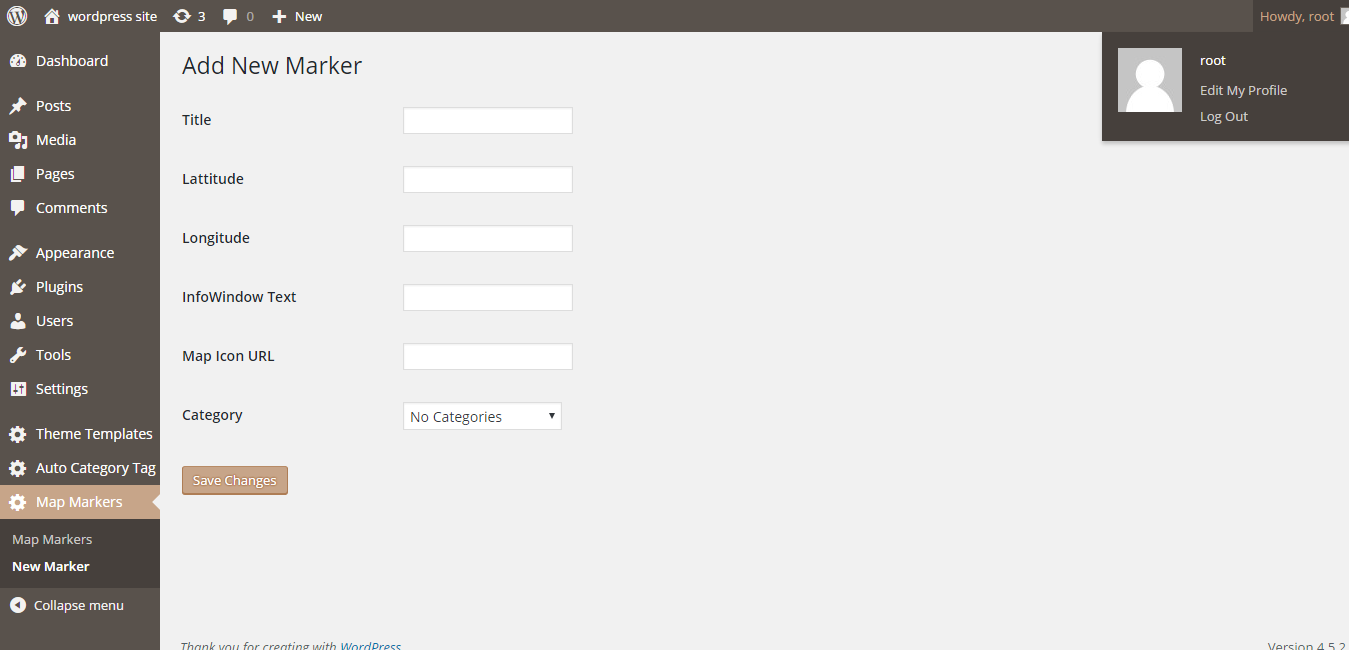 wordpress site 3 0 New Howdy, root
root
Edit My Profile
Log Out
Dashboard
Posts
Media
Pages
Comments
Appearance
Plugins
Users
Tools
Settings
Theme Templates
Auto Category Tag
Map Markers
Map Markers
New Marker
Collapse menu
Add New Marker
Title
Lattitude
Longitude
InfoWindow Text
Map Icon URL
Category No Categories
Save Changes
Thank you for creating with WordPress
Version 4.5.2